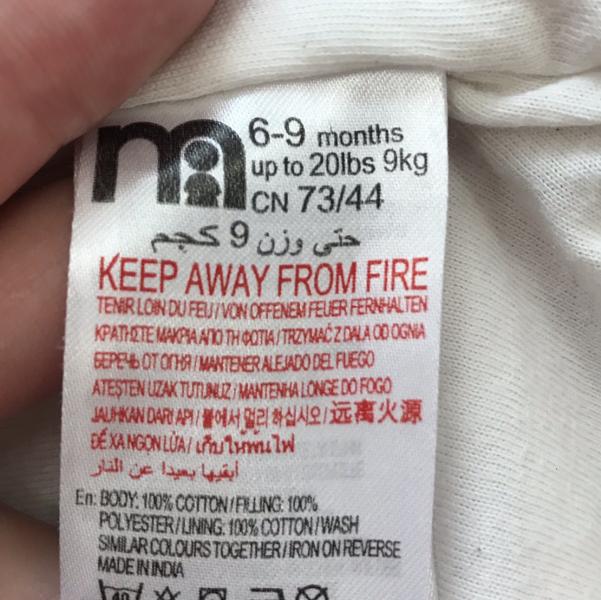 6-9 months
up to 20lbs 9kg
CN 73/44
حتى وزن 9 كجم
KEEP AWAY FROM FIRE
TENIR LOIN DU FEU / VON OFFENEM FEUER FERNHALTEN
ΚΡΑΤΗΣΤΕ ΜΑΚΡΙΑ ΑΠΟ ΤΗ ΦΩΤΙΑ / TRZYMAĆ Z DALA OD OGNIA
БЕРЕЧЬ ОТ ОГНЯ / MANTENER ALEJADO DEL FUEGO
ATEŞTEN UZAK TUTUNUZ / MANTENHA LONGE DO FOGO
JAUHKAN DARI API / 불에서 멀리 하십시오 / 远离火源
ĐỂ XA NGỌN LỬA / เก็บให้พ้นไฟ
أبقيها بعيدا عن النار
En: BODY: 100% COTTON / FILLING: 100%
POLYESTER / LINING: 100% COTTON / WASH
SIMILAR COLOURS TOGETHER / IRON ON REVERSE
MADE IN INDIA
40